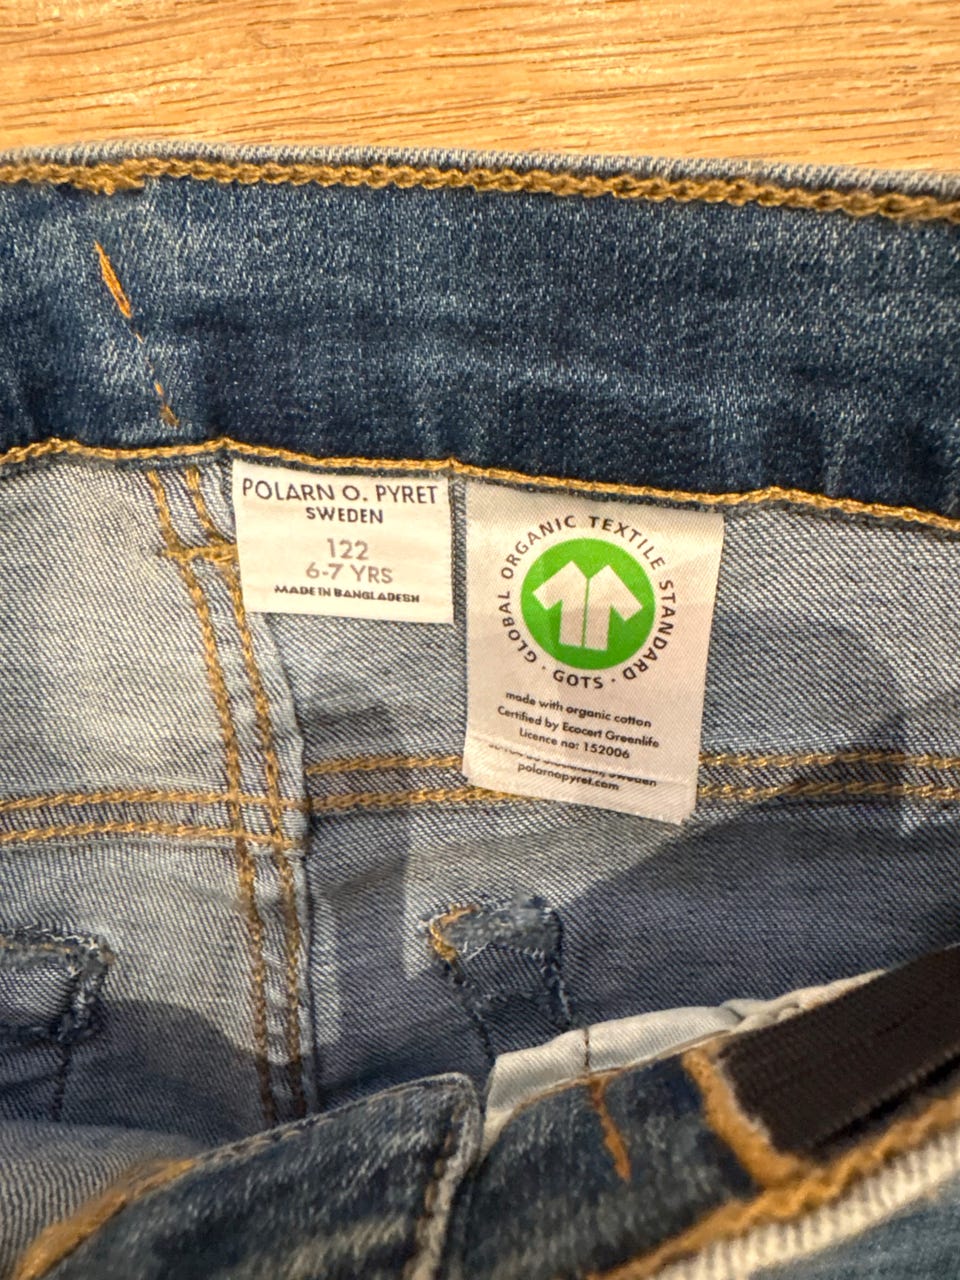 POLARN O. PYRET
SWEDEN
122
6-7 YRS
MADE IN BANGLADESH
GLOBAL ORGANIC TEXTILE STANDARD · GOTS ·
made with organic cotton
Certified by Ecocert Greenlife
Licence no: 152006
Sweden
polarnopyret.com